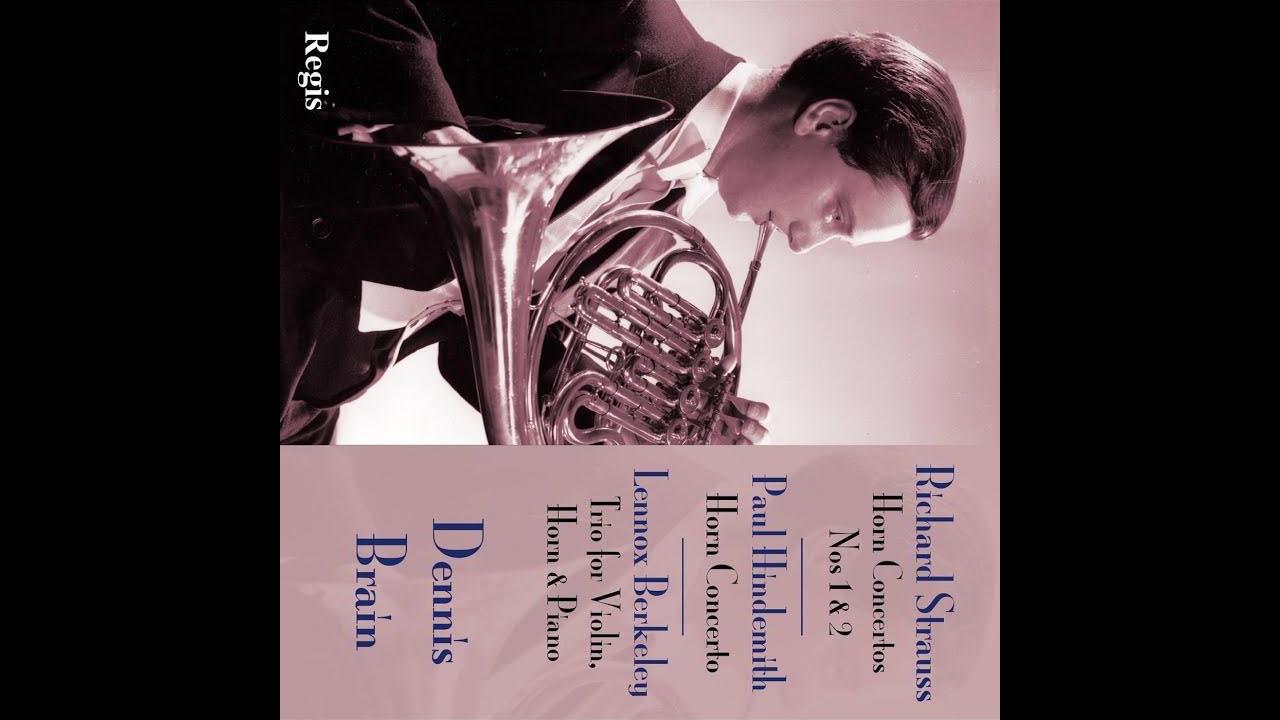 Regis
Richard Strauss
Horn Concertos
Nos 1 & 2
Paul Hindemith
Horn Concerto
Lennox Berkeley
Trio for Violin,
Horn & Piano
Dennis
Brain